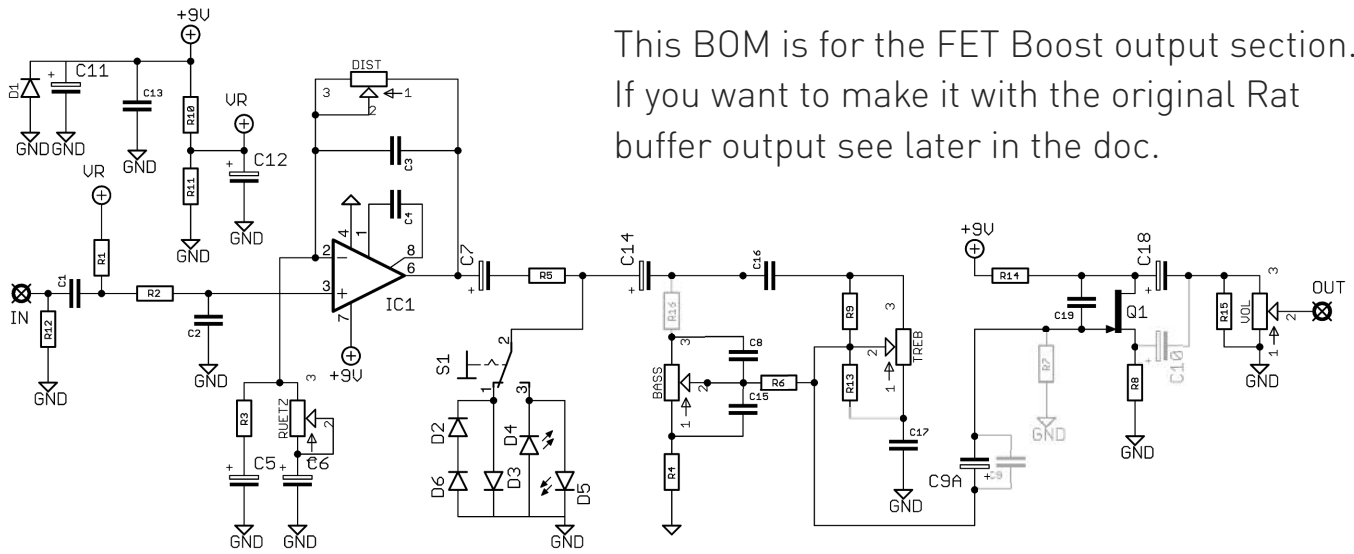 This BOM is for the FET Boost output section.
If you want to make it with the original Rat
buffer output see later in the doc.
+9V
D1
C11
C13
R10
VR
C12
R11
GND
GND
GND
GND
GND
VR
R1
IN
C1
R2
R12
C2
GND
GND
DIST
3
1
2
C3
C4
4
1
8
2
3
6
7
IC1
+9V
R3
RUETZ
3
2
1
C5
C6
GND
GND
C7
R5
S1
2
1
3
D2
D4
D6
D3
D5
GND
C14
R16
C16
BASS
3
2
1
C8
C15
R6
R4
R9
R13
TREB
3
2
1
C17
GND
+9V
R14
C19
C18
Q1
R7
GND
R8
GND
C10
R15
VOL
3
2
1
GND
OUT
C9A
C9